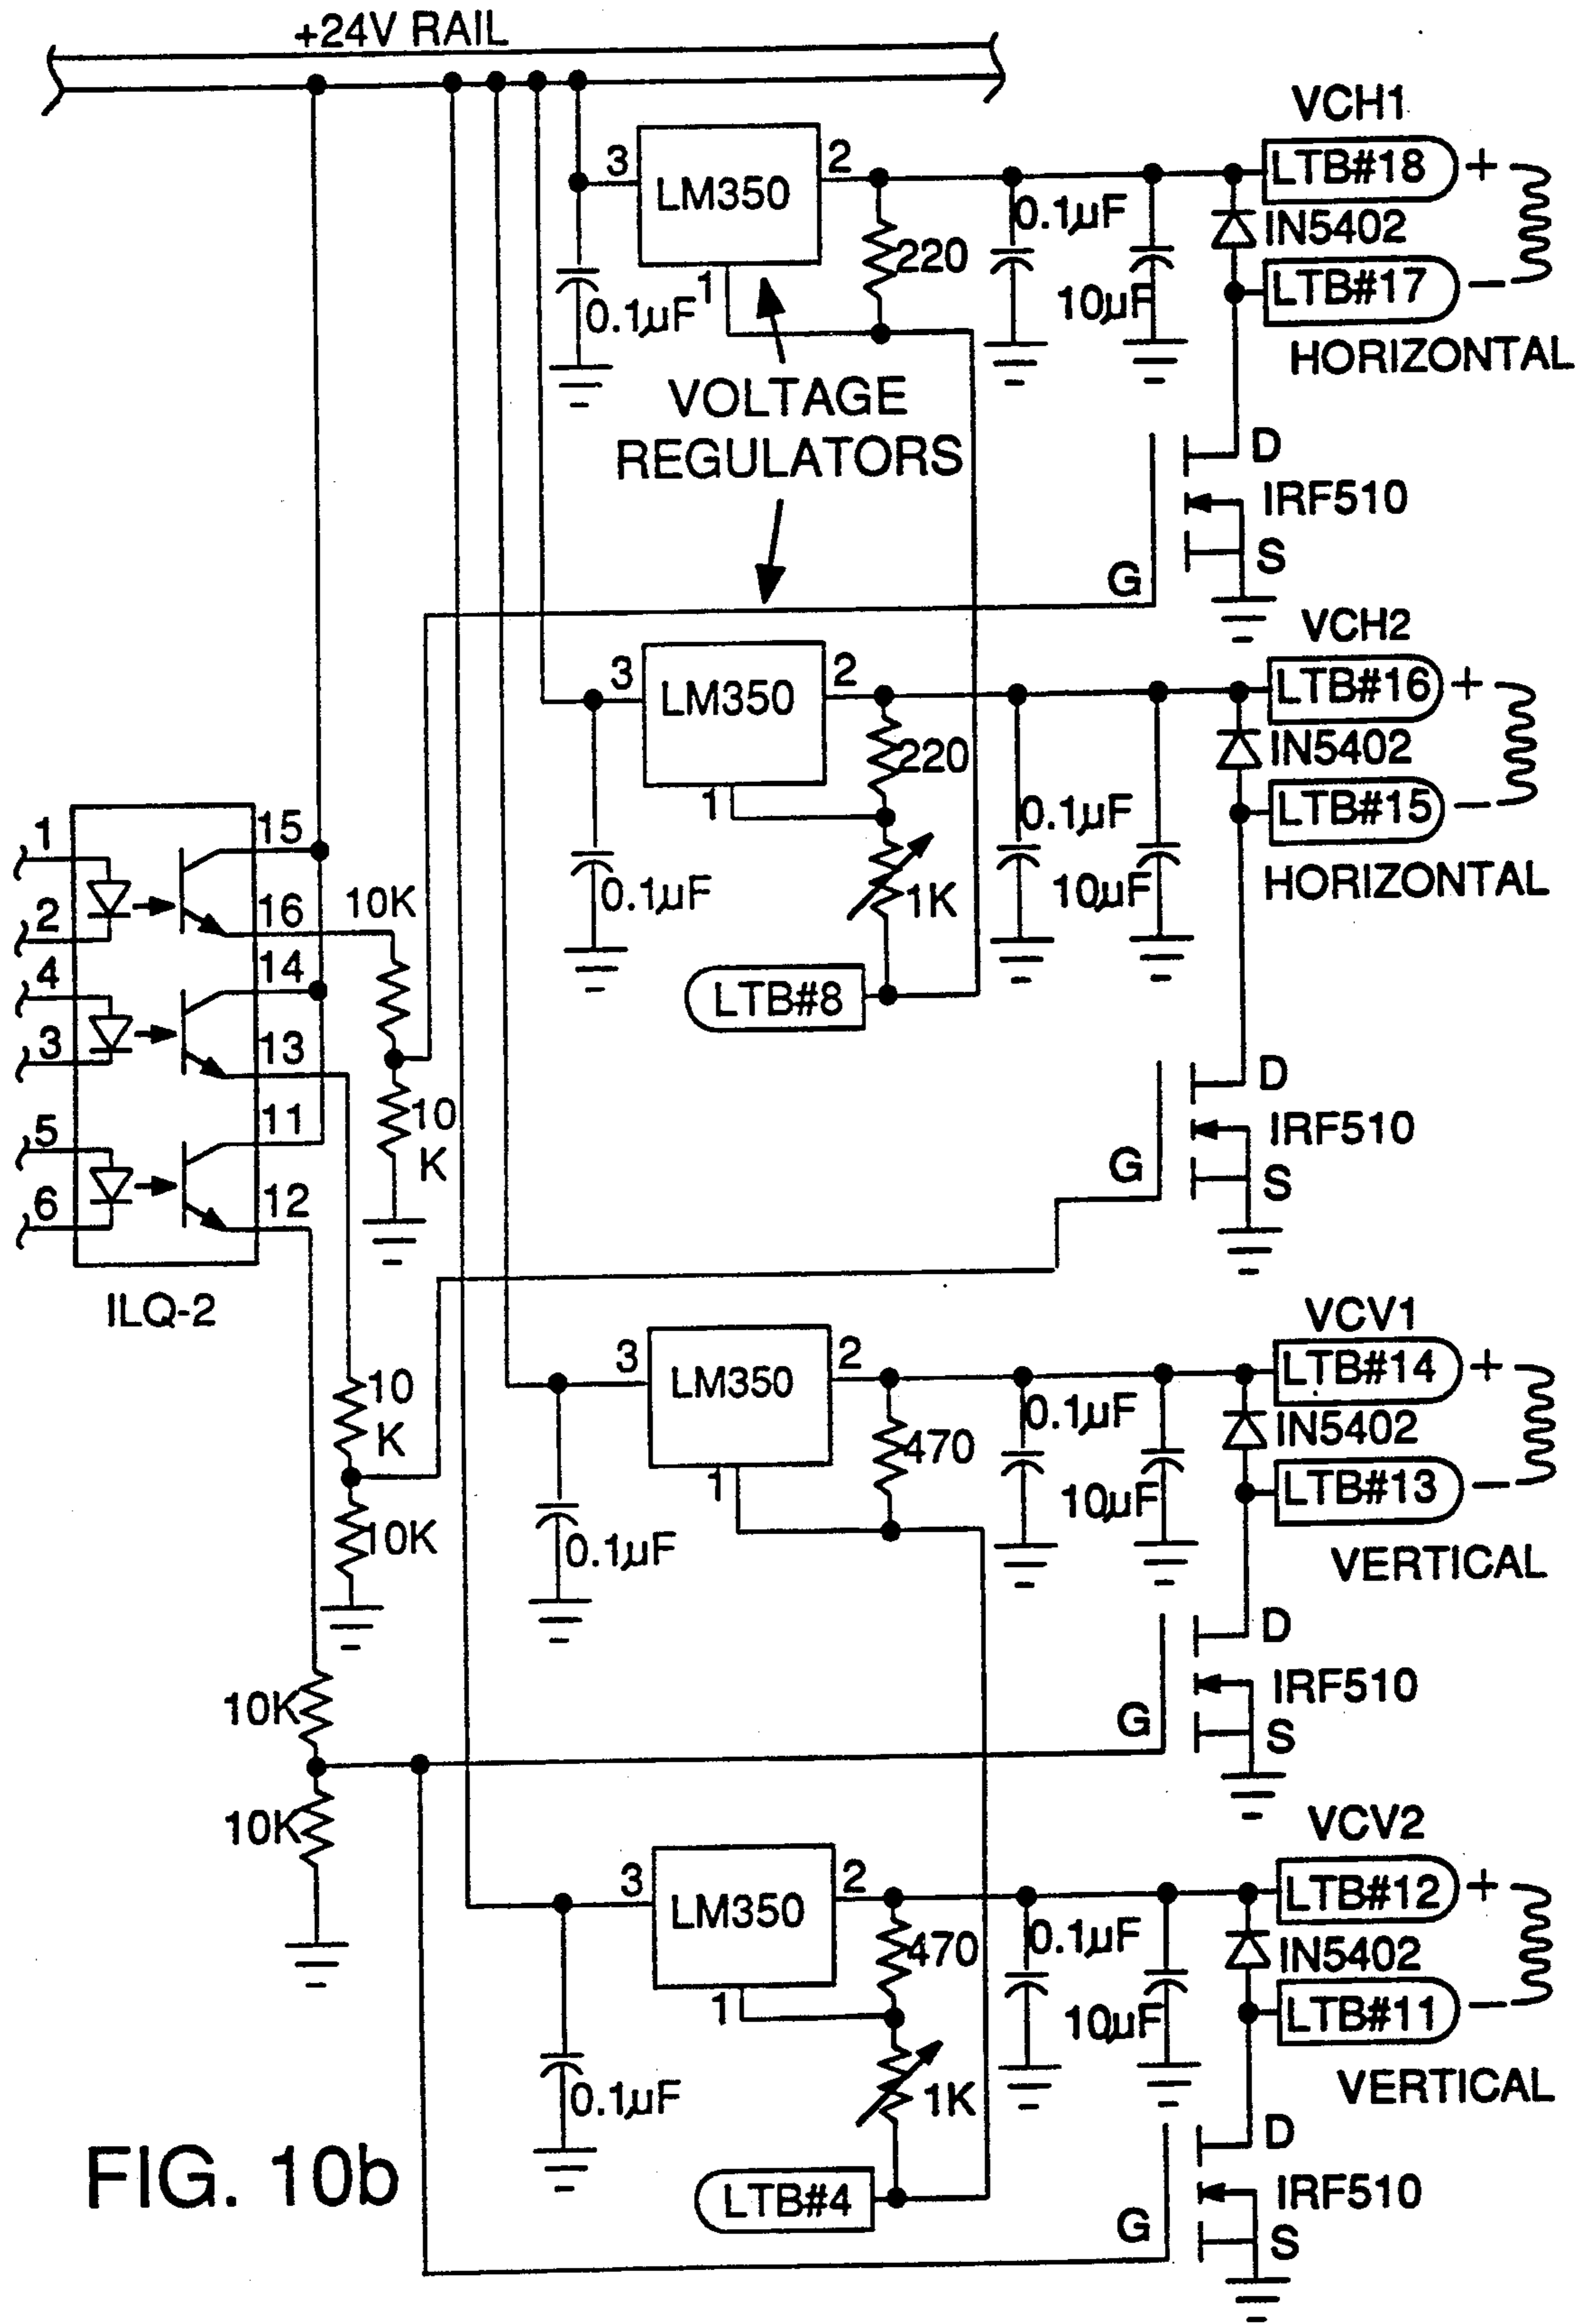 +24V RAIL
VCH1
3
LM350
2
LTB#18
+
0.1µF
IN5402
220
1
0.1µF
10µF
LTB#17
−
HORIZONTAL
VOLTAGE
REGULATORS
D
IRF510
S
G
VCH2
3
LM350
2
LTB#16
+
220
IN5402
1
0.1µF
LTB#15
−
0.1µF
1K
10µF
HORIZONTAL
LTB#8
1
15
2
16
10K
4
14
3
13
5
11
10
K
6
12
ILQ-2
D
IRF510
G
S
VCV1
3
LM350
2
LTB#14
+
10
K
0.1µF
IN5402
470
1
10µF
LTB#13
−
10K
0.1µF
VERTICAL
D
IRF510
10K
G
S
10K
VCV2
3
LM350
2
LTB#12
+
470
0.1µF
IN5402
1
10µF
LTB#11
−
0.1µF
1K
VERTICAL
D
FIG. 10b
LTB#4
IRF510
G
S